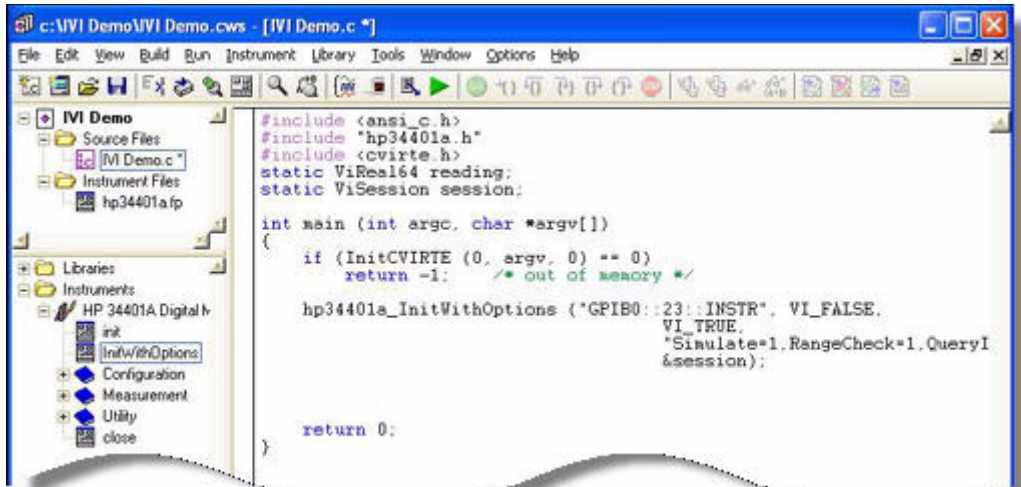 c:\IVI Demo\IVI Demo.cws - [IVI Demo.c *]
File Edit View Build Run Instrument Library Tools Window Options Help
IVI Demo
Source Files
IVI Demo.c *
Instrument Files
hp34401a.fp
Libraries
Instruments
HP 34401A Digital M
init
InitWithOptions
Configuration
Measurement
Utility
close
#include <ansi_c.h>
#include "hp34401a.h"
#include <cvirte.h>
static ViReal64 reading;
static ViSession session;
int main (int argc, char *argv[])
{
if (InitCVIRTE (0, argv, 0) == 0)
return -1; /* out of memory */
hp34401a_InitWithOptions ("GPIB0::23::INSTR", VI_FALSE,
VI_TRUE,
"Simulate=1,RangeCheck=1,QueryI
&session);
return 0;
}